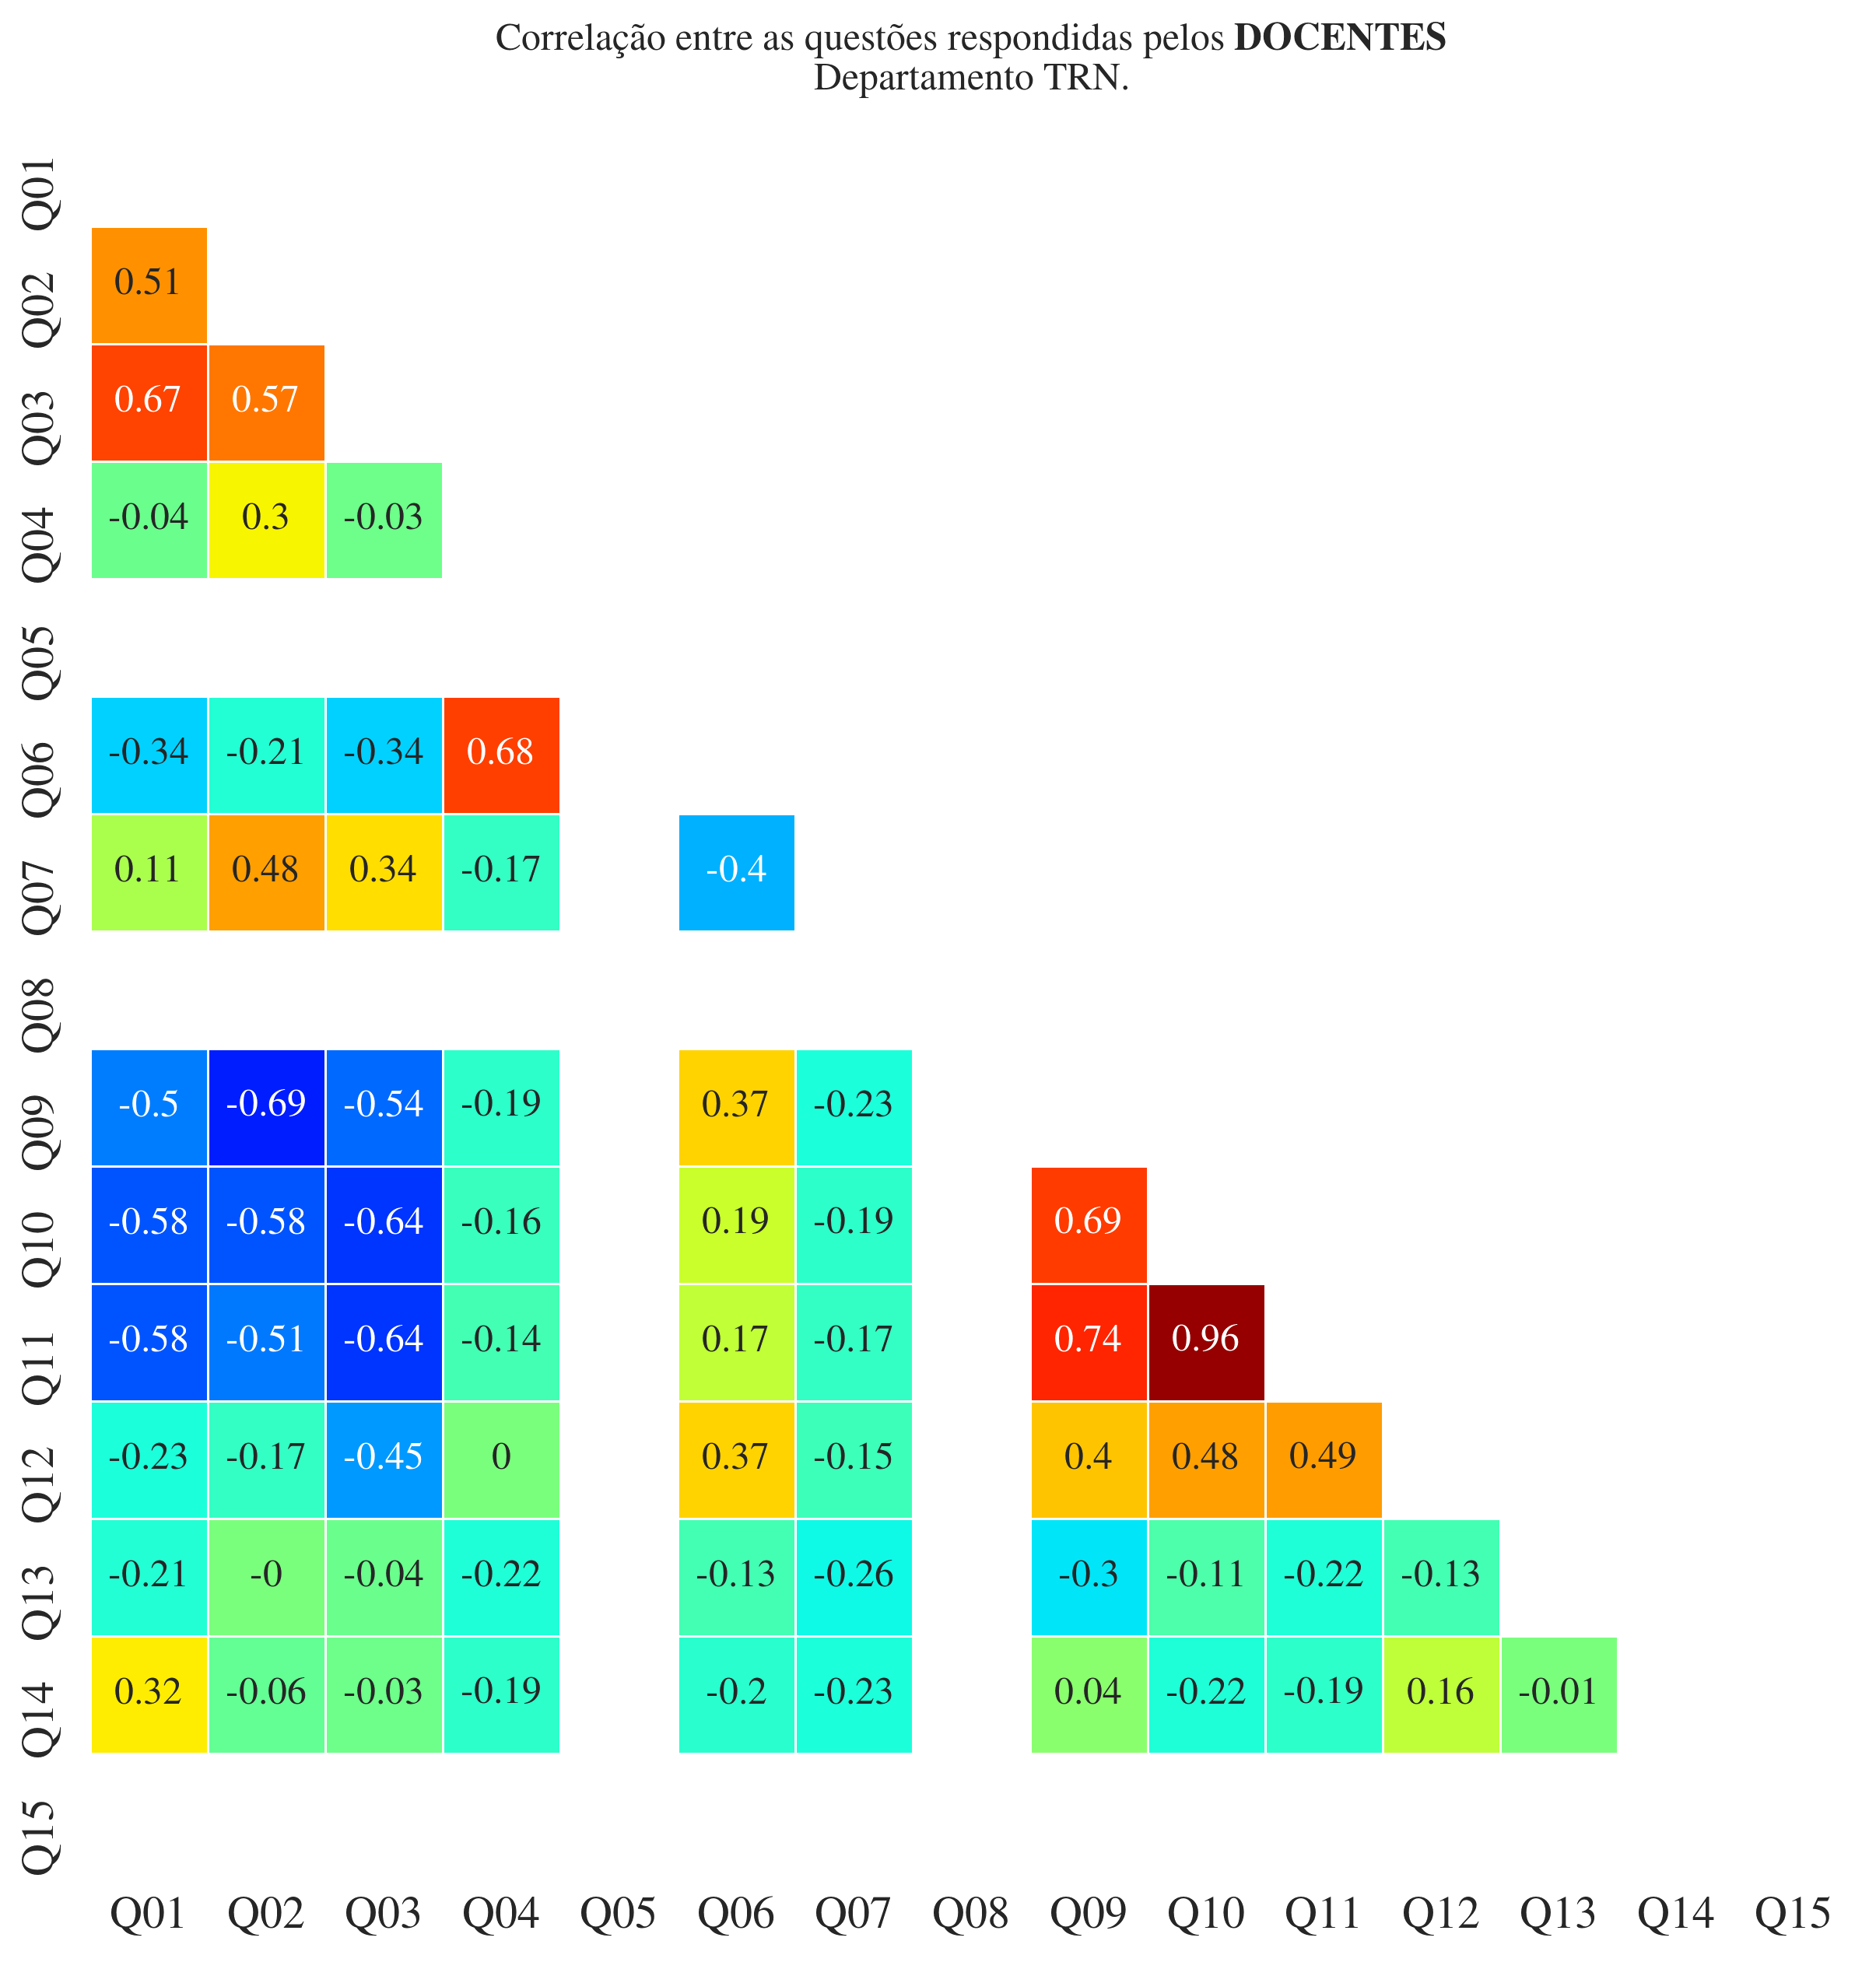 Correlação entre as questões respondidas pelos DOCENTES
Departamento TRN.
Q01
Q02 0.51
Q03 0.67 0.57
Q04 -0.04 0.3 -0.03
Q05
Q06 -0.34 -0.21 -0.34 0.68
Q07 0.11 0.48 0.34 -0.17 -0.4
Q08
Q09 -0.5 -0.69 -0.54 -0.19 0.37 -0.23
Q10 -0.58 -0.58 -0.64 -0.16 0.19 -0.19 0.69
Q11 -0.58 -0.51 -0.64 -0.14 0.17 -0.17 0.74 0.96
Q12 -0.23 -0.17 -0.45 0 0.37 -0.15 0.4 0.48 0.49
Q13 -0.21 -0 -0.04 -0.22 -0.13 -0.26 -0.3 -0.11 -0.22 -0.13
Q14 0.32 -0.06 -0.03 -0.19 -0.2 -0.23 0.04 -0.22 -0.19 0.16 -0.01
Q15
Q01 Q02 Q03 Q04 Q05 Q06 Q07 Q08 Q09 Q10 Q11 Q12 Q13 Q14 Q15